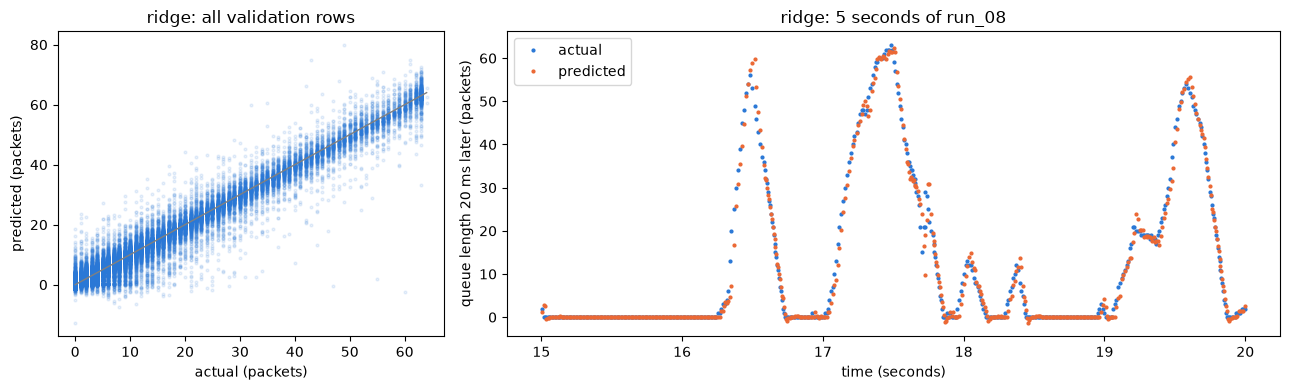 ridge: all validation rows
predicted (packets)
80
60
40
20
0
0 10 20 30 40 50 60
actual (packets)
ridge: 5 seconds of run_08
actual
predicted
queue length 20 ms later (packets)
60
50
40
30
20
10
0
15 16 17 18 19 20
time (seconds)